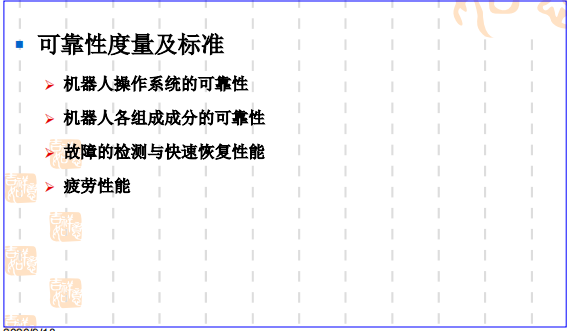 可靠性度量及标准
机器人操作系统的可靠性
机器人各组成成分的可靠性
故障的检测与快速恢复性能
疲劳性能